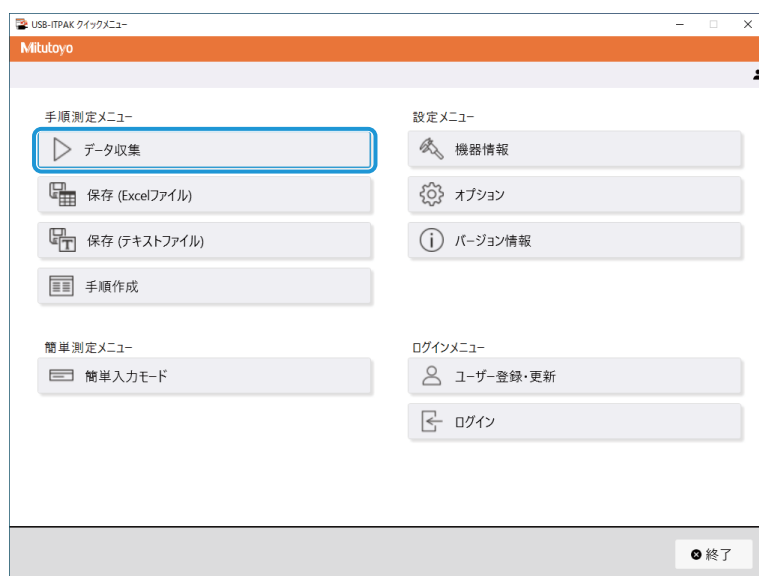 USB-ITPAK クイックメニュー
Mitutoyo
手順測定メニュー
データ収集
保存 (Excelファイル)
保存 (テキストファイル)
手順作成
簡単測定メニュー
簡単入力モード
設定メニュー
機器情報
オプション
バージョン情報
ログインメニュー
ユーザー登録・更新
ログイン
終了